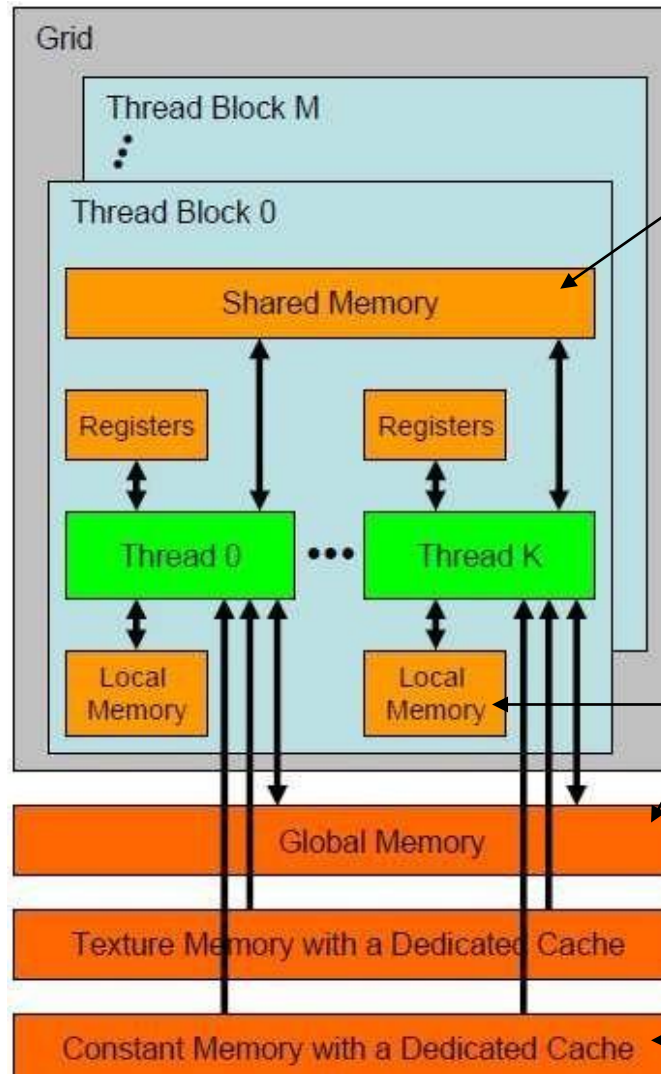 Grid
Thread Block M
Thread Block 0
Shared Memory
Registers
Registers
Thread 0
Thread K
Local
Memory
Local
Memory
Global Memory
Texture Memory with a Dedicated Cache
Constant Memory with a Dedicated Cache